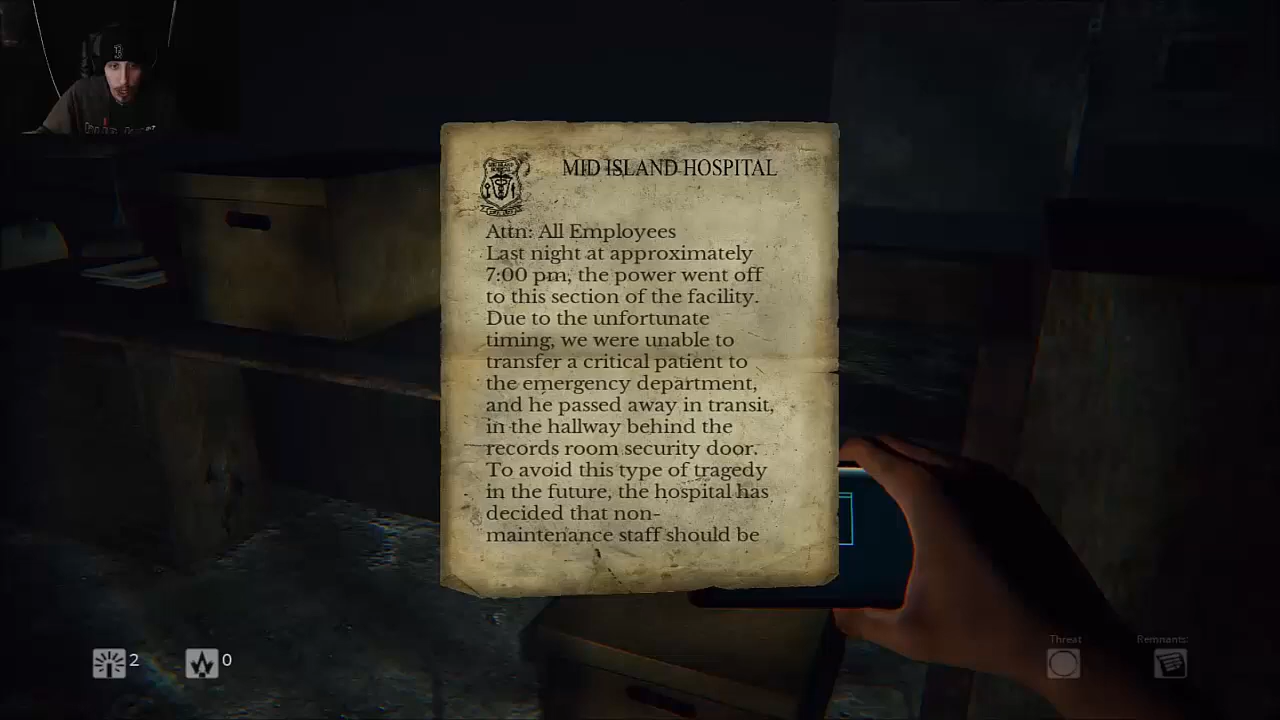 MID ISLAND HOSPITAL
Attn: All Employees
Last night at approximately
7:00 pm, the power went off
to this section of the facility.
Due to the unfortunate
timing, we were unable to
transfer a critical patient to
the emergency department,
and he passed away in transit,
in the hallway behind the
records room security door.
To avoid this type of tragedy
in the future, the hospital has
decided that non-
maintenance staff should be
Threat
Remnants:
2
0